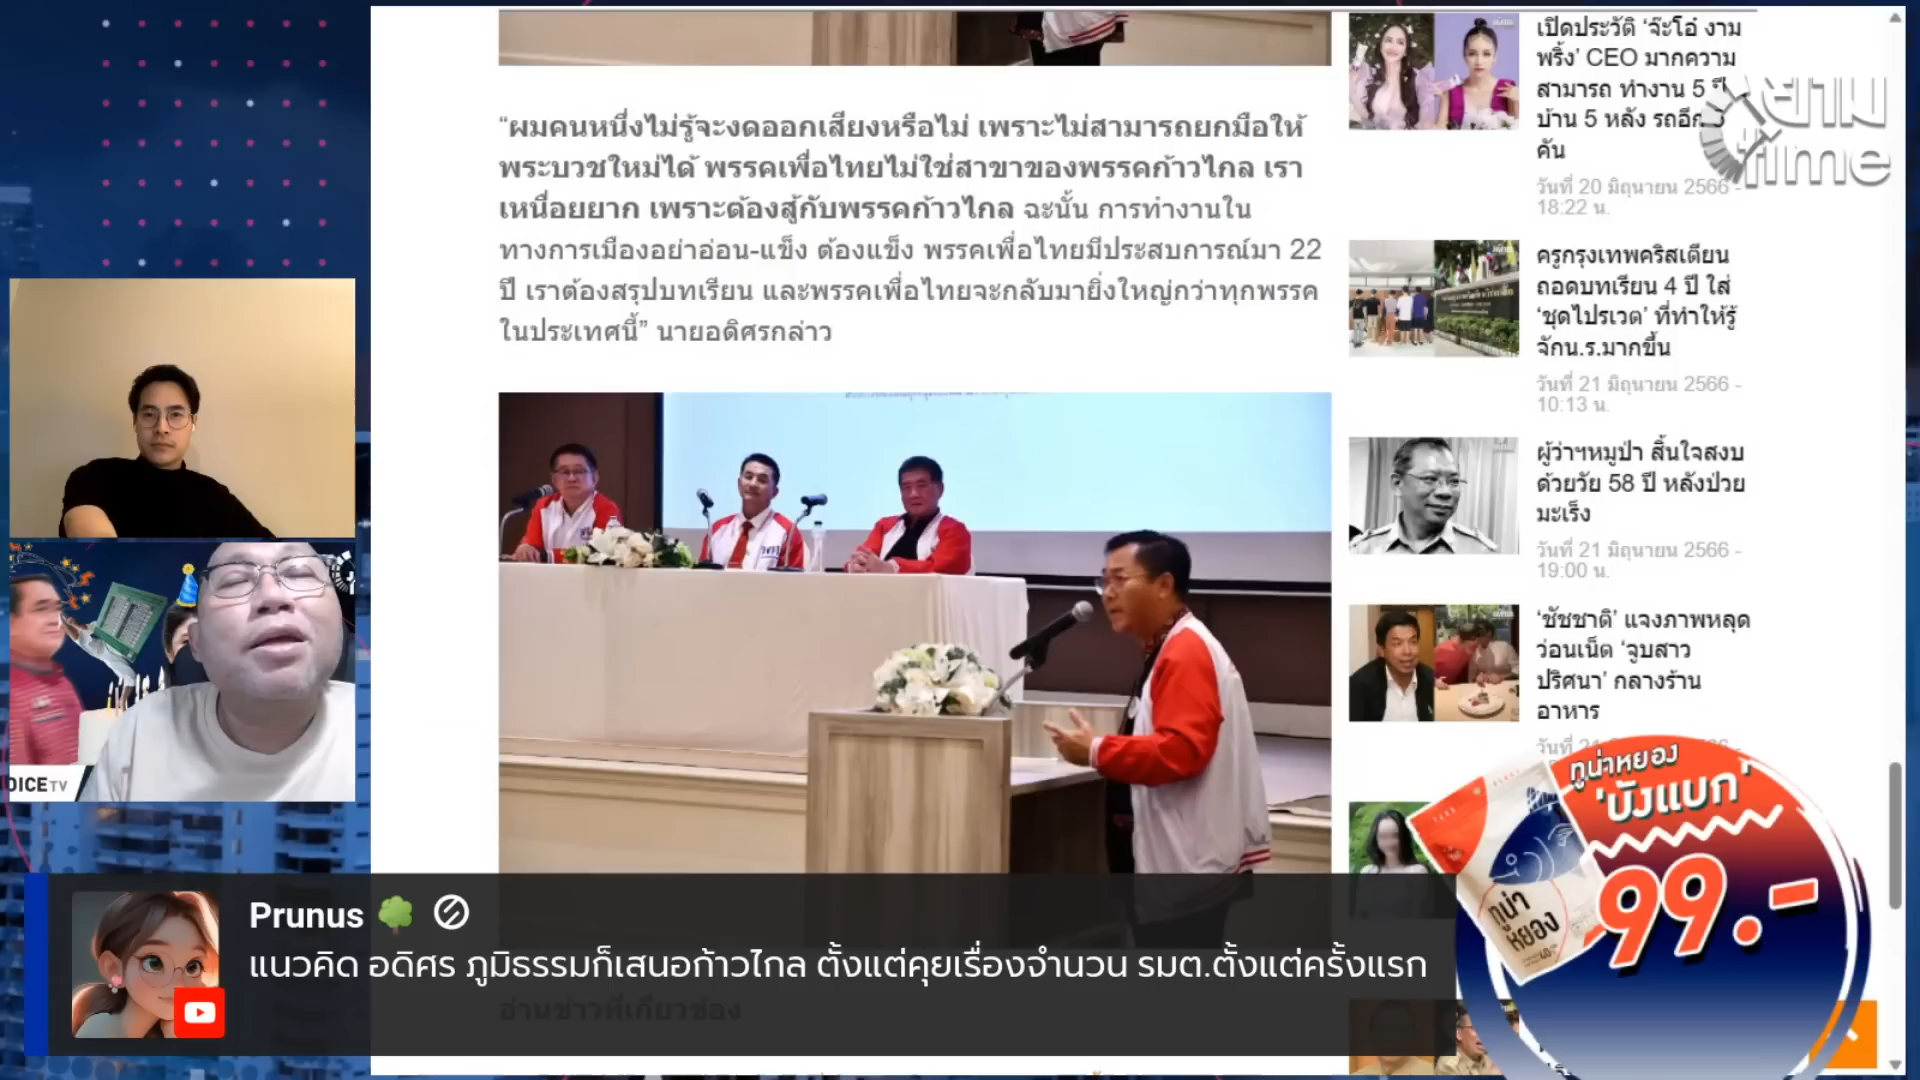 “ผมคนหนึ่งไม่รู้จะงดออกเสียงหรือไม่ เพราะไม่สามารถยกมือให้
พระบวชใหม่ได้ พรรคเพื่อไทยไม่ใช่สาขาของพรรคก้าวไกล เรา
เหนื่อยยาก เพราะต้องสู้กับพรรคก้าวไกล ฉะนั้น การทำงานใน
ทางการเมืองอย่าอ่อน-แข็ง ต้องแข็ง พรรคเพื่อไทยมีประสบการณ์มา 22
ปี เราต้องสรุปบทเรียน และพรรคเพื่อไทยจะกลับมายิ่งใหญ่กว่าทุกพรรค
ในประเทศนี้” นายอดิศรกล่าว
เปิดประวัติ ‘จ๊ะโอ๋ งาม
พริ้ง’ CEO มากความ
สามารถ ทำงาน 5 ปี
บ้าน 5 หลัง รถอีก
คัน
วันที่ 20 มิถุนายน 2566 -
18:22 น.
ยาม
time
ครูกรุงเทพคริสเตียน
ถอดบทเรียน 4 ปี ใส่
‘ชุดไปรเวต’ ที่ทำให้รู้
จักน.ร.มากขึ้น
วันที่ 21 มิถุนายน 2566 -
10:13 น.
ผู้ว่าฯหมูป่า สิ้นใจสงบ
ด้วยวัย 58 ปี หลังป่วย
มะเร็ง
วันที่ 21 มิถุนายน 2566 -
19:00 น.
‘ชัชชาติ’ แจงภาพหลุด
ว่อนเน็ต ‘จูบสาว
ปริศนา’ กลางร้าน
อาหาร
ทูน่าหยอง
'บังแบก'
99.-
ทูน่า
หยอง
OICE TV
Prunus
แนวคิด อดิศร ภูมิธรรมก็เสนอก้าวไกล ตั้งแต่คุยเรื่องจำนวน รมต.ตั้งแต่ครั้งแรก
อ่านข่าวที่เกี่ยวข้อง